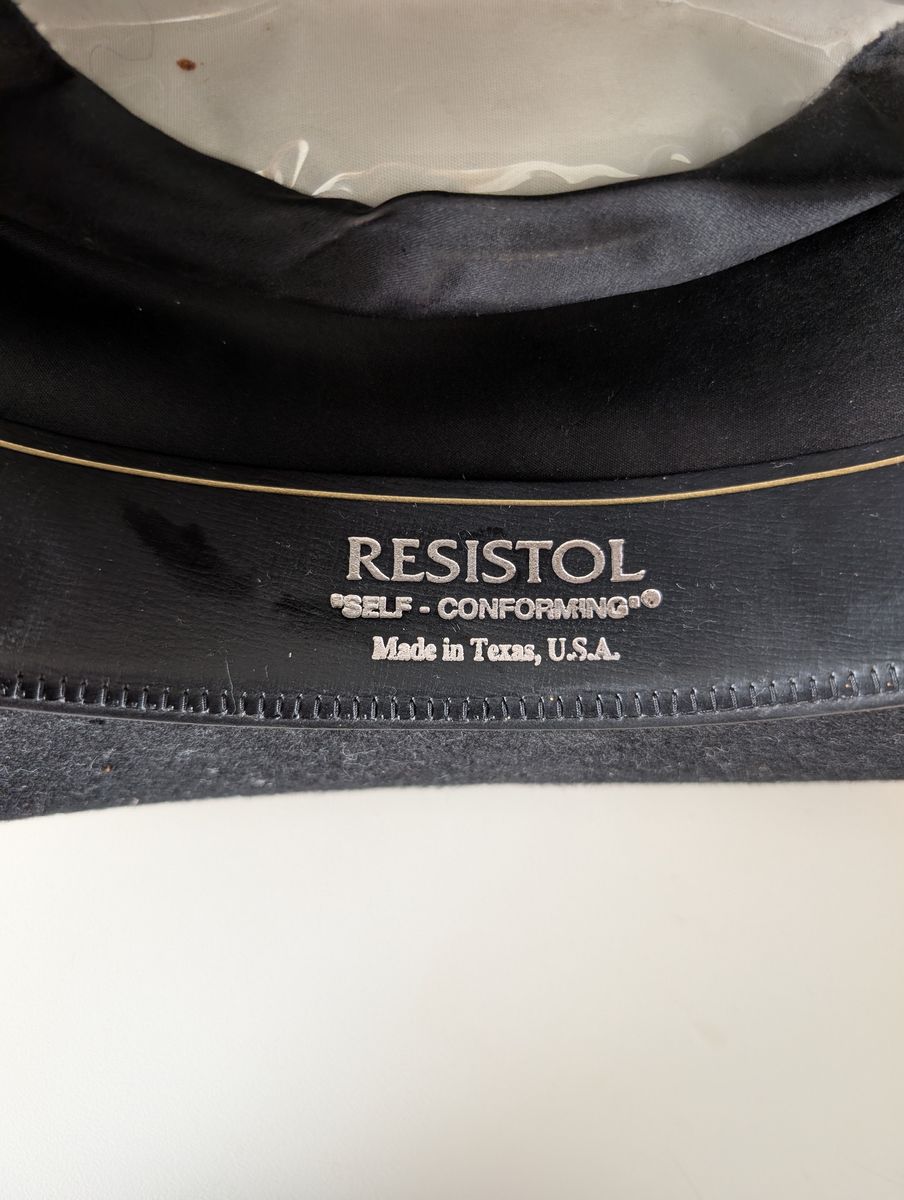 RESISTOL
"SELF - CONFORMING"®
Made in Texas, U.S.A.